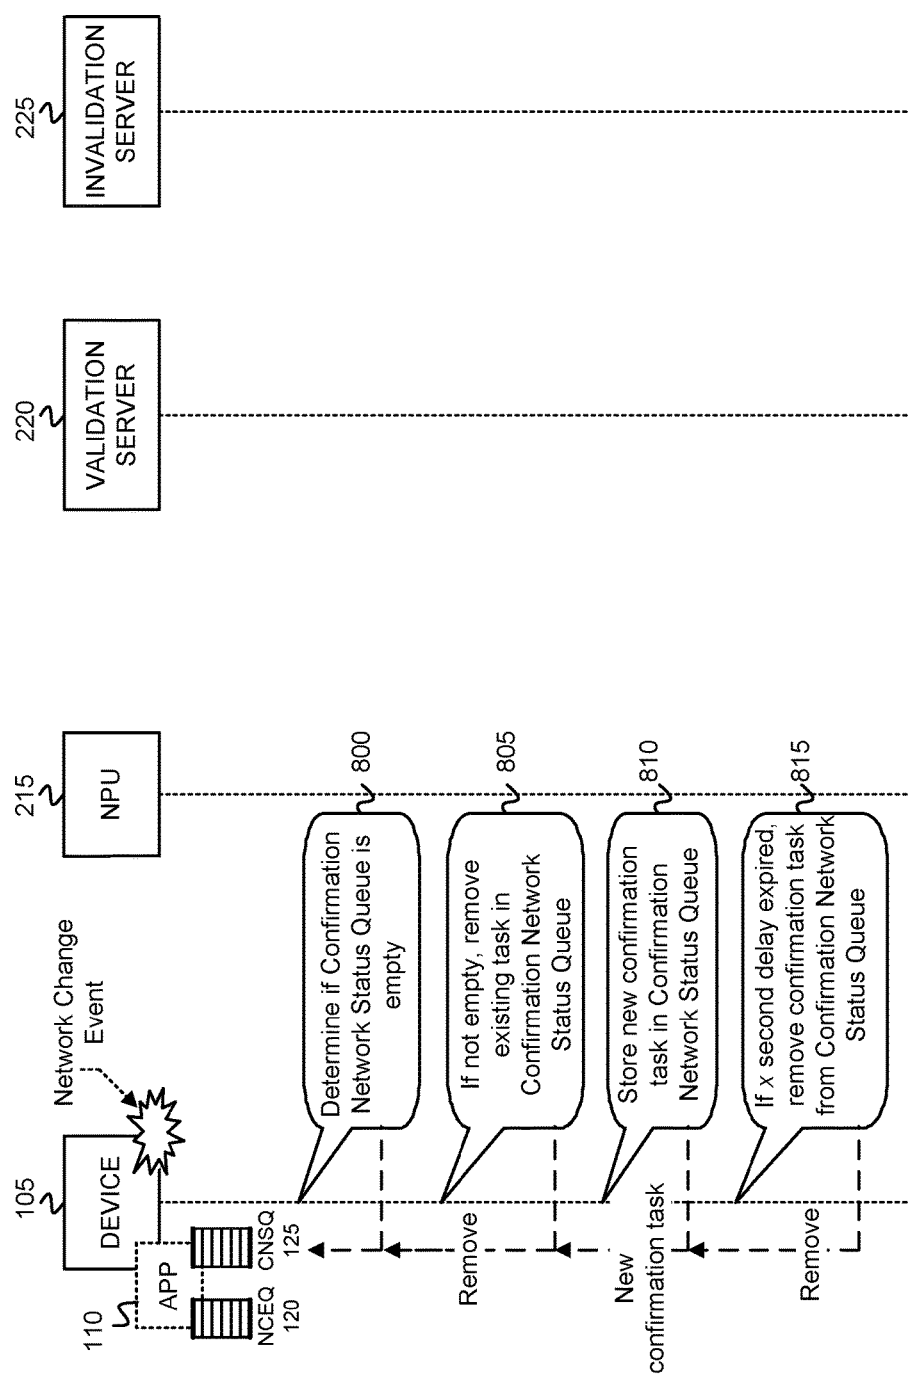 105
215
220
225
110
DEVICE
APP
NPU
VALIDATION
SERVER
INVALIDATION
SERVER
Network Change
Event
NCEQ
120
CNSQ
125
Determine if Confirmation
Network Status Queue is
empty
800
Remove
If not empty, remove
existing task in
Confirmation Network
Status Queue
805
New
confirmation task
Store new confirmation
task in Confirmation
Network Status Queue
810
Remove
If x second delay expired,
remove confirmation task
from Confirmation Network
Status Queue
815